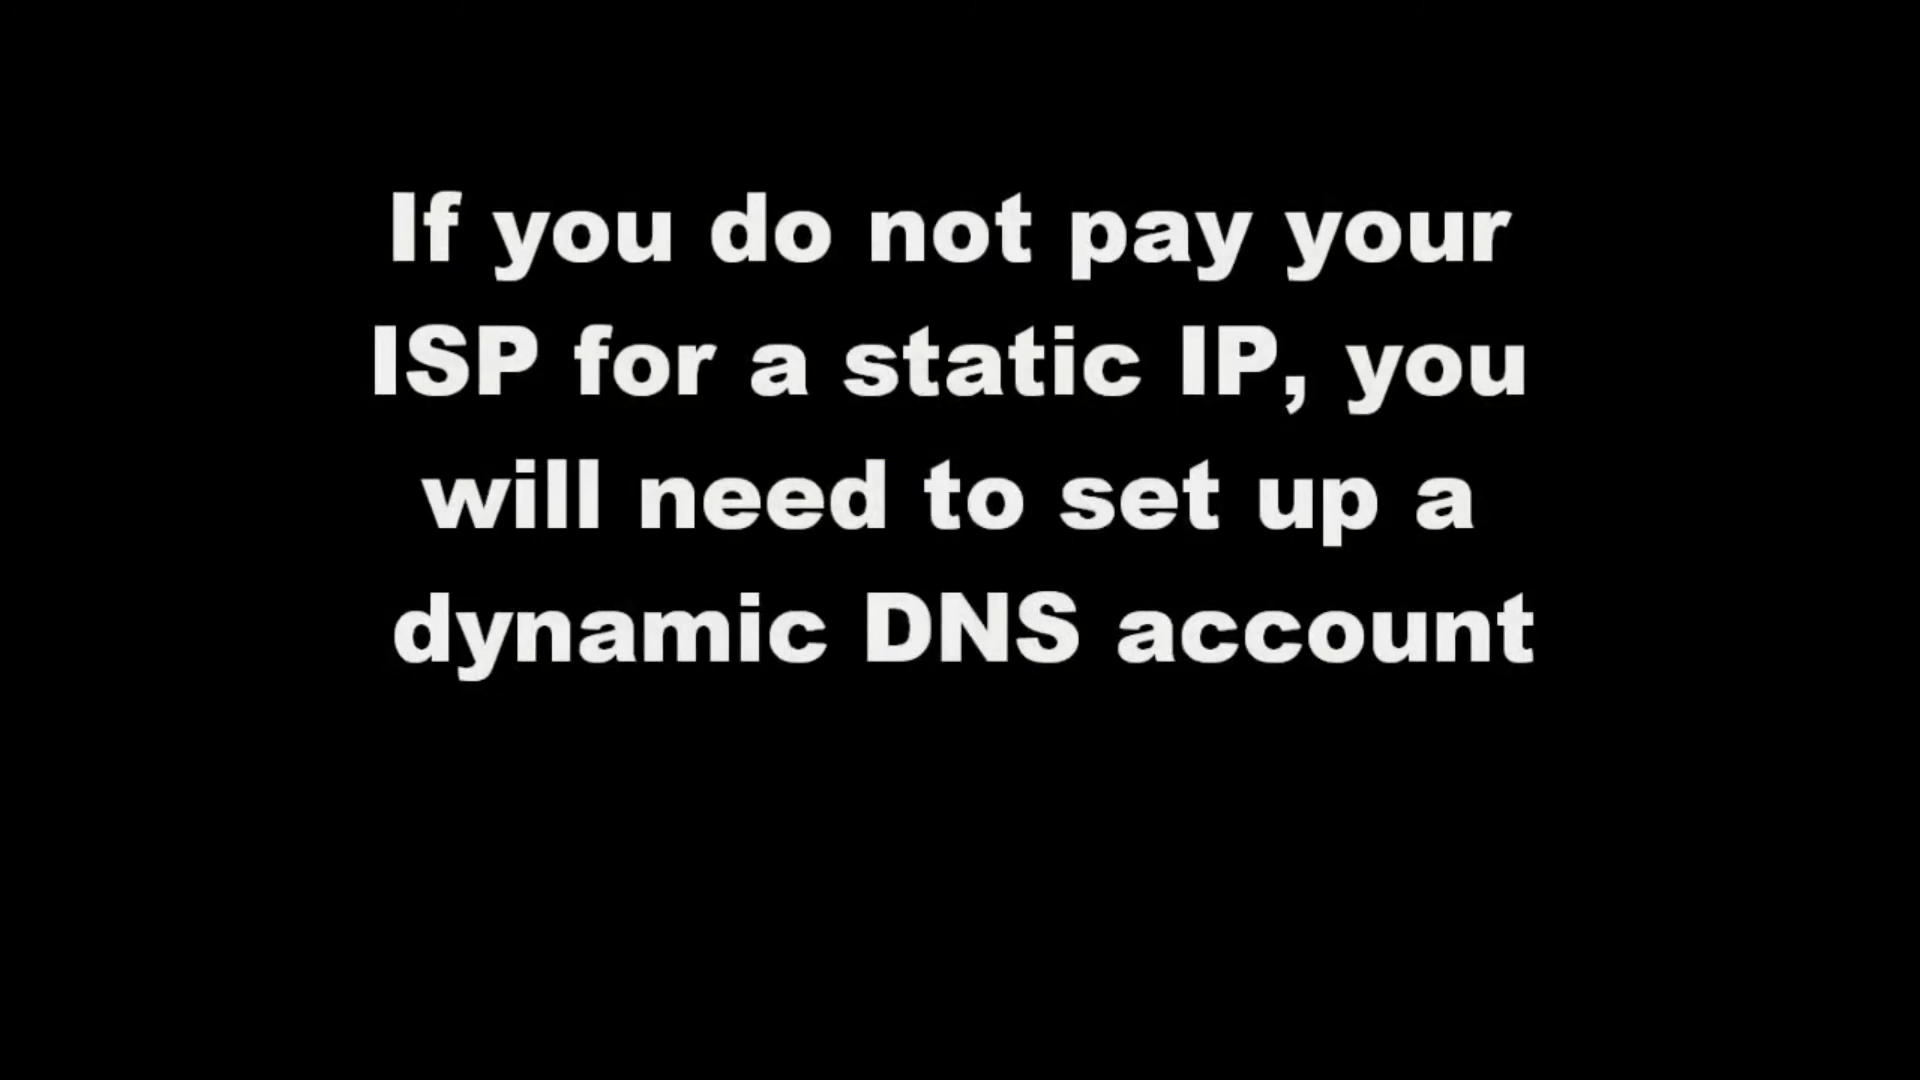 If you do not pay your
ISP for a static IP, you
will need to set up a
dynamic DNS account